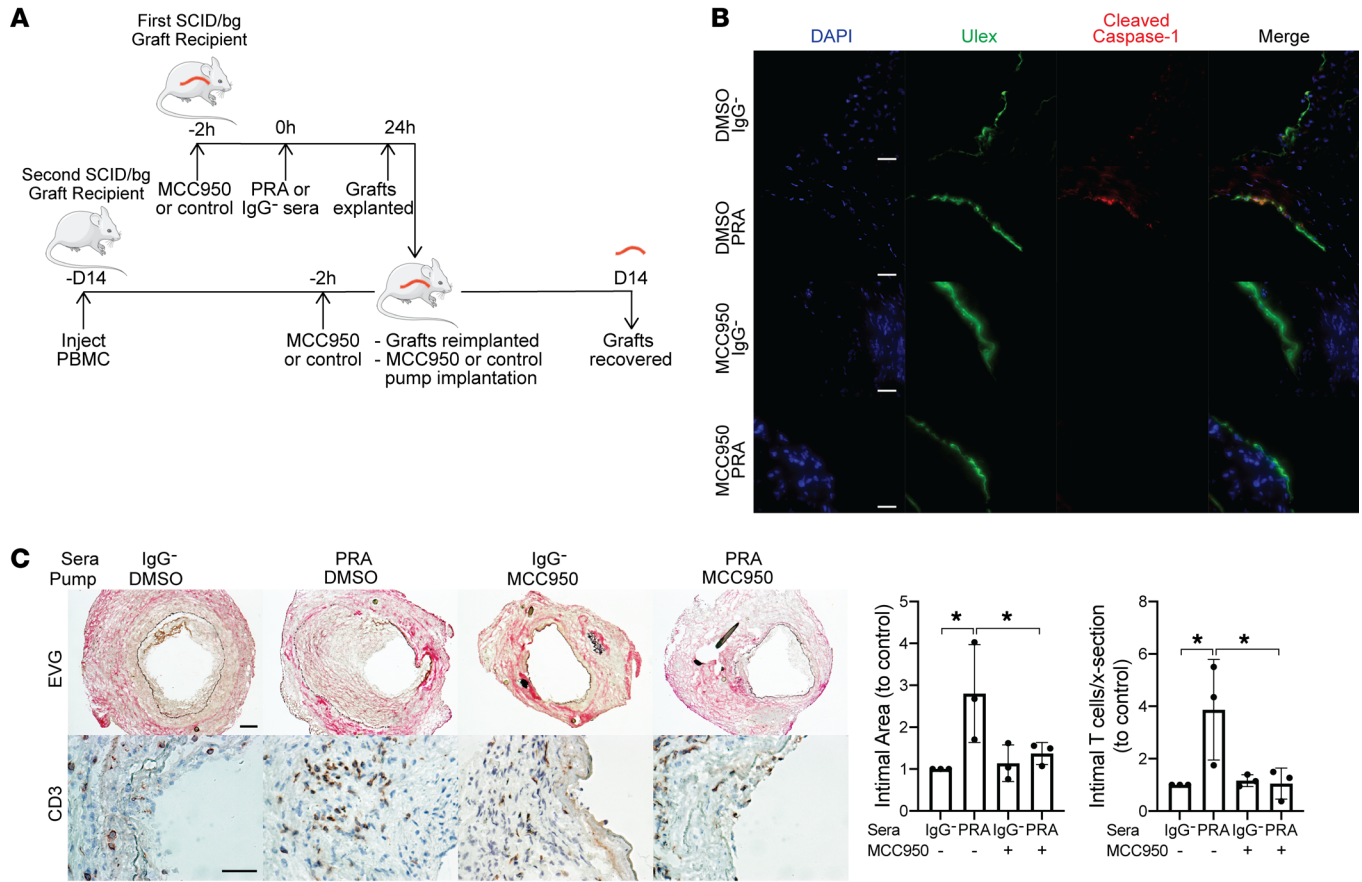 A
First SCID/bg
Graft Recipient
-2h
0h
24h
MCC950
or control
PRA or
IgG⁻ sera
Grafts
explanted
Second SCID/bg
Graft Recipient
-D14
-2h
D14
Inject
PBMC
MCC950
or control
- Grafts reimplanted
- MCC950 or control
pump implantation
Grafts
recovered
B
DAPI
Ulex
Cleaved
Caspase-1
Merge
DMSO
IgG⁻
DMSO
PRA
MCC950
IgG⁻
MCC950
PRA
C
Sera
Pump
IgG⁻
DMSO
PRA
DMSO
IgG⁻
MCC950
PRA
MCC950
EVG
CD3
Intimal Area (to control)
5
4
3
2
1
0
* *
Sera IgG⁻ PRA IgG⁻ PRA
MCC950 - - + +
Intimal T cells/x-section
(to control)
8
6
4
2
0
* *
Sera IgG⁻ PRA IgG⁻ PRA
MCC950 - - + +